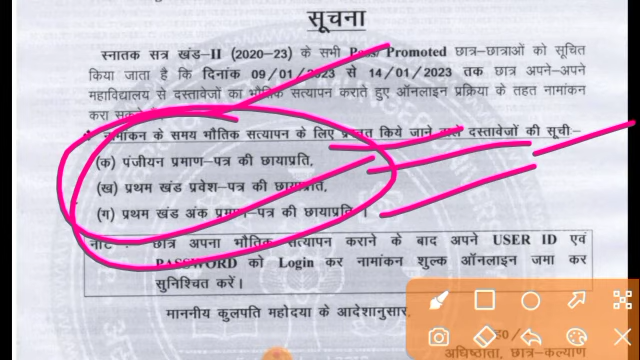 सूचना
स्नातक सत्र खंड-II (2020-23) के सभी Promoted छात्र-छात्राओं को सूचित
किया जाता है कि दिनांक 09/01/2023 से 14/01/2023 तक छात्र अपने-अपने
महाविद्यालय से दस्तावेजों का भौतिक सत्यापन कराते हुए ऑनलाइन प्रक्रिया के तहत नामांकन
करा
नामांकन के समय भौतिक सत्यापन के लिए प्रस्तुत किये जाने वाले दस्तावेजों की सूची:-
(क) पंजीयन प्रमाण-पत्र की छायाप्रति,
(ख) प्रथम खंड प्रवेश-पत्र की छायाप्रति,
(ग) प्रथम खंड अंक प्रमाण-पत्र की छायाप्रति ।
नोट : छात्र अपना भौतिक सत्यापन कराने के बाद अपने USER ID एवं
PASSWORD को Login कर नामांकन शुल्क ऑनलाइन जमा कर
सुनिश्चित करें।
माननीय कुलपति महोदया के आदेशानुसार,
ह0/
अधिष्ठाता, छात्र-कल्याण